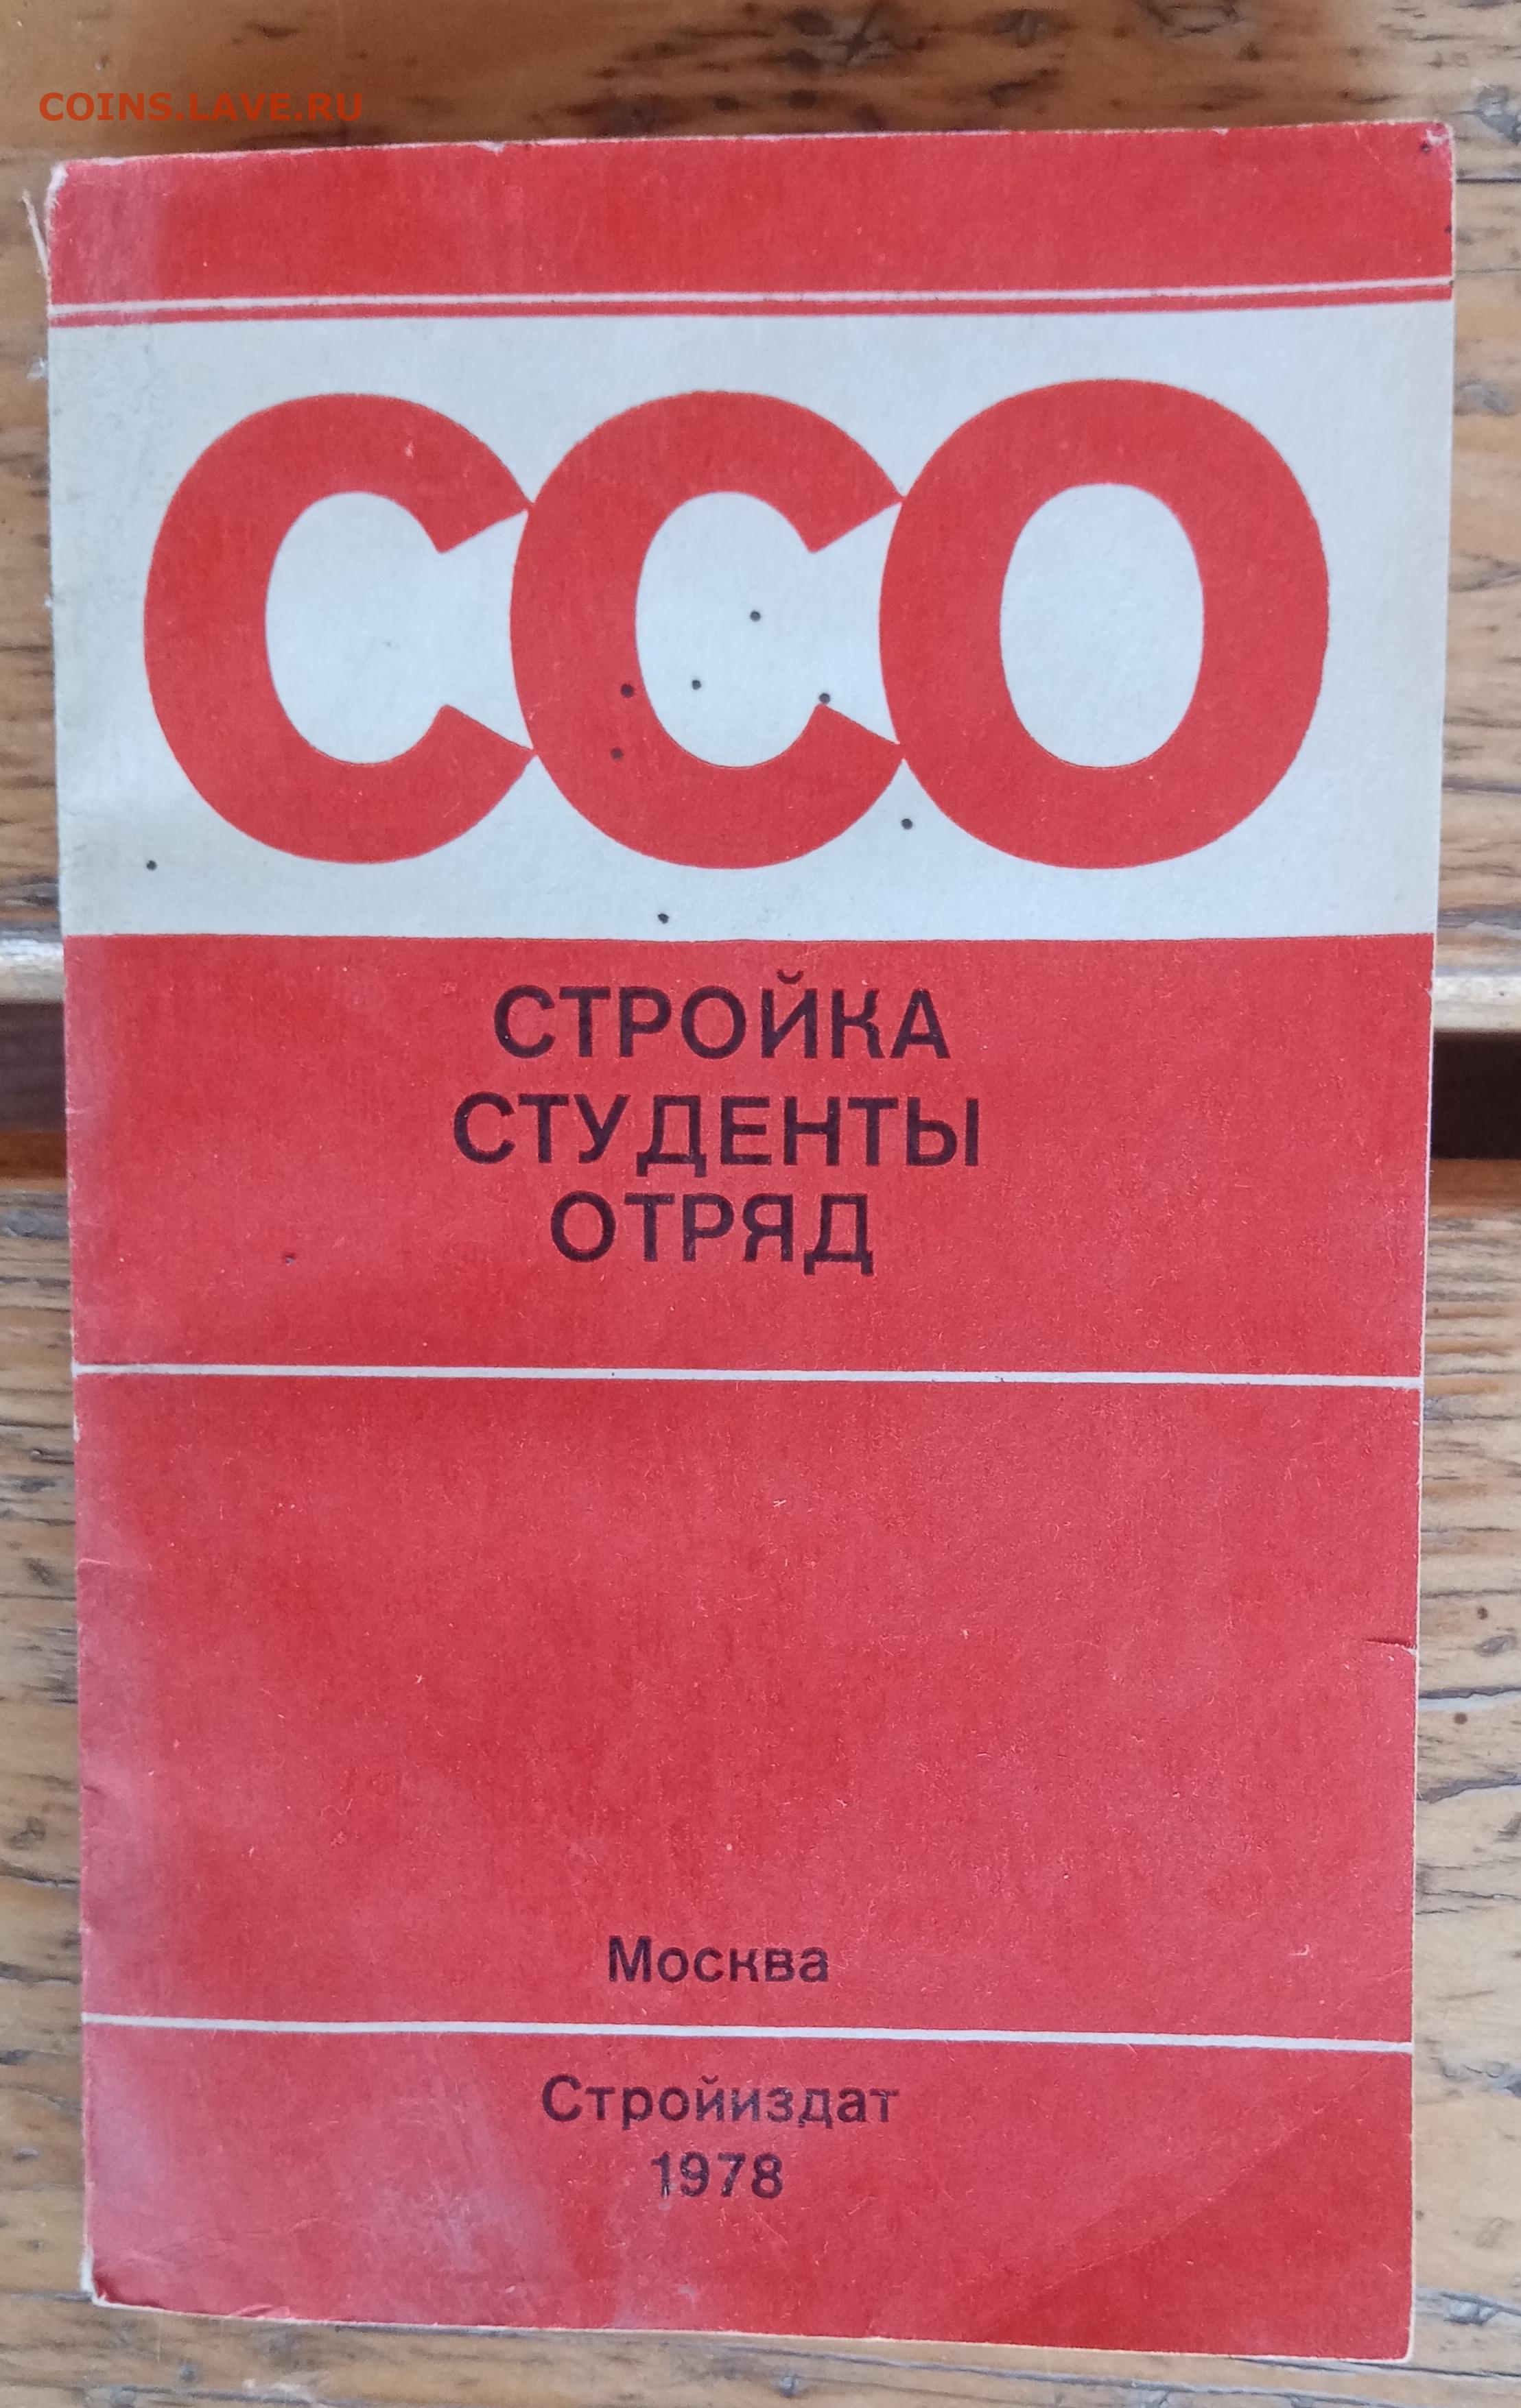 COINS.LAVE.RU
ССО
СТРОЙКА
СТУДЕНТЫ
ОТРЯД
Москва
Стройиздат
1978